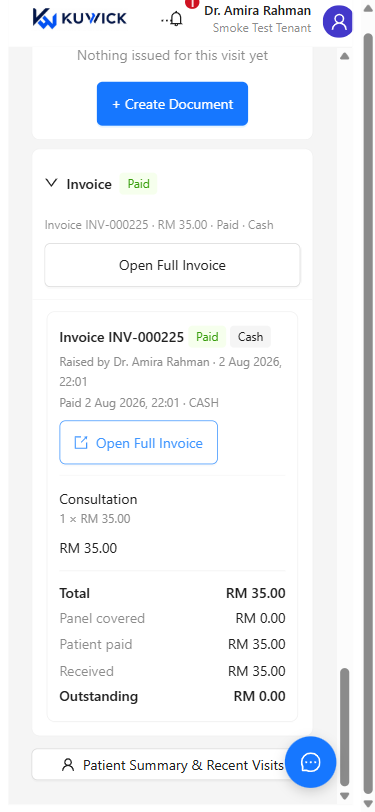 KUWICK
1
Dr. Amira Rahman
Smoke Test Tenant
Nothing issued for this visit yet
+ Create Document
Invoice Paid
Invoice INV-000225 · RM 35.00 · Paid · Cash
Open Full Invoice
Invoice INV-000225 Paid Cash
Raised by Dr. Amira Rahman · 2 Aug 2026,
22:01
Paid 2 Aug 2026, 22:01 · CASH
Open Full Invoice
Consultation
1 × RM 35.00
RM 35.00
Total RM 35.00
Panel covered RM 0.00
Patient paid RM 35.00
Received RM 35.00
Outstanding RM 0.00
Patient Summary & Recent Visits